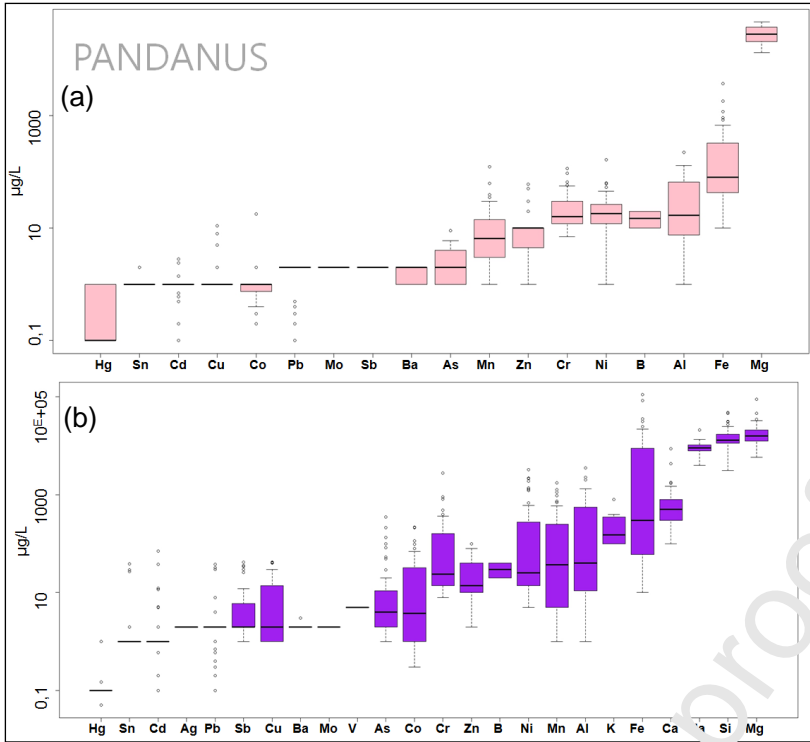 PANDANUS
(a)
µg/L
1000
10
0,1
Hg Sn Cd Cu Co Pb Mo Sb Ba As Mn Zn Cr Ni B Al Fe Mg
(b)
µg/L
10E+05
1000
10
0,1
Hg Sn Cd Ag Pb Sb Cu Ba Mo V As Co Cr Zn B Ni Mn Al K Fe Ca Si Mg
proo